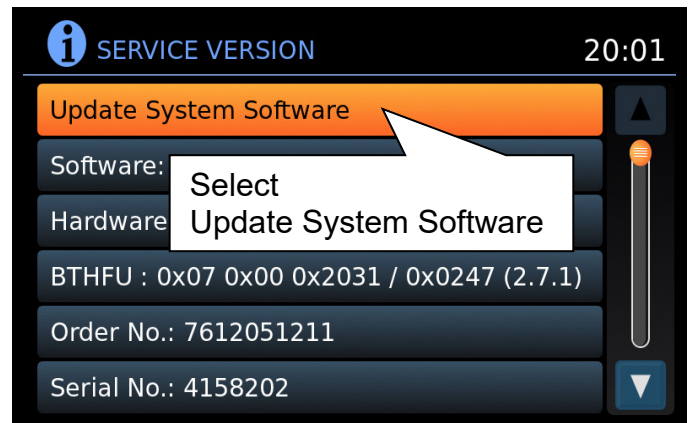 SERVICE VERSION 20:01
Update System Software
Software:
Select
Update System Software
Hardware
BTHFU : 0x07 0x00 0x2031 / 0x0247 (2.7.1)
Order No.: 7612051211
Serial No.: 4158202